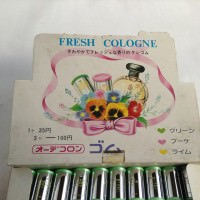 FRESH COLOGNE
さわやかでフレッシュな香りのケシゴム
1ヶ 35円
3ヶ — 100円
オーデコロン
ゴム
グリーン
ブーケ
ライム